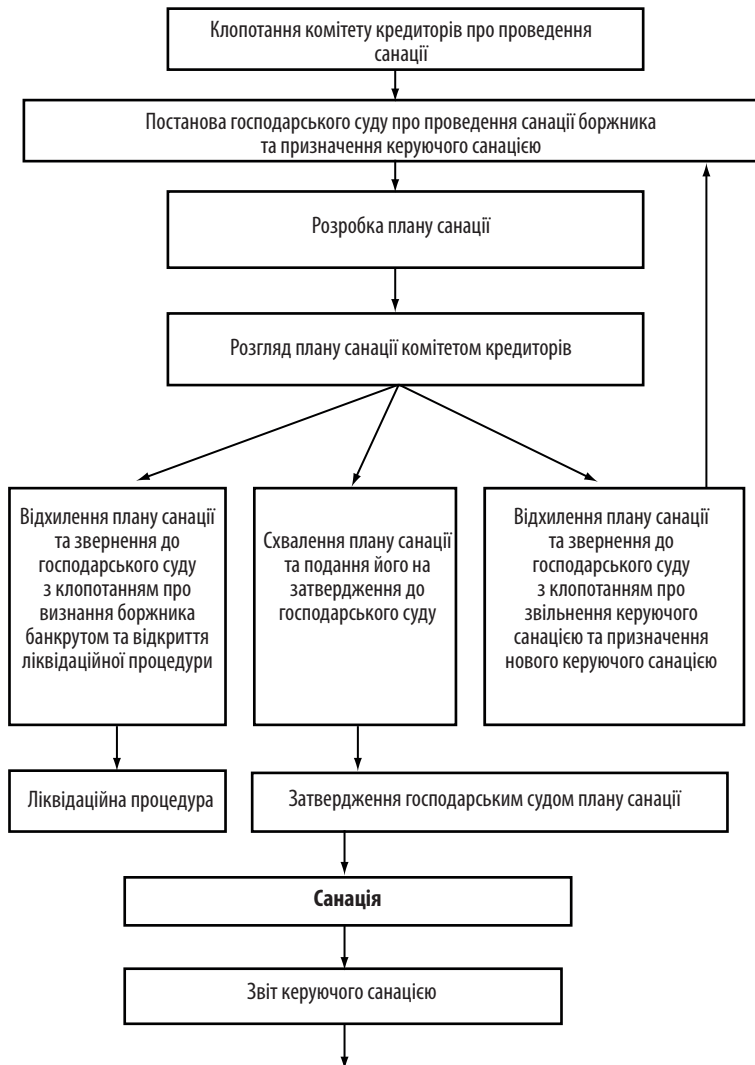 Клопотання комітету кредиторів про проведення
санації
Постанова господарського суду про проведення санації боржника
та призначення керуючого санацією
Розробка плану санації
Розгляд плану санації комітетом кредиторів
Відхилення плану санації
та звернення до
господарського суду
з клопотанням про
визнання боржника
банкрутом та відкриття
ліквідаційної процедури
Схвалення плану санації
та подання його на
затвердження до
господарського суду
Відхилення плану санації
та звернення до
господарського суду
з клопотанням про
звільнення керуючого
санацією та призначення
нового керуючого санацією
Ліквідаційна процедура
Затвердження господарським судом плану санації
Санація
Звіт керуючого санацією